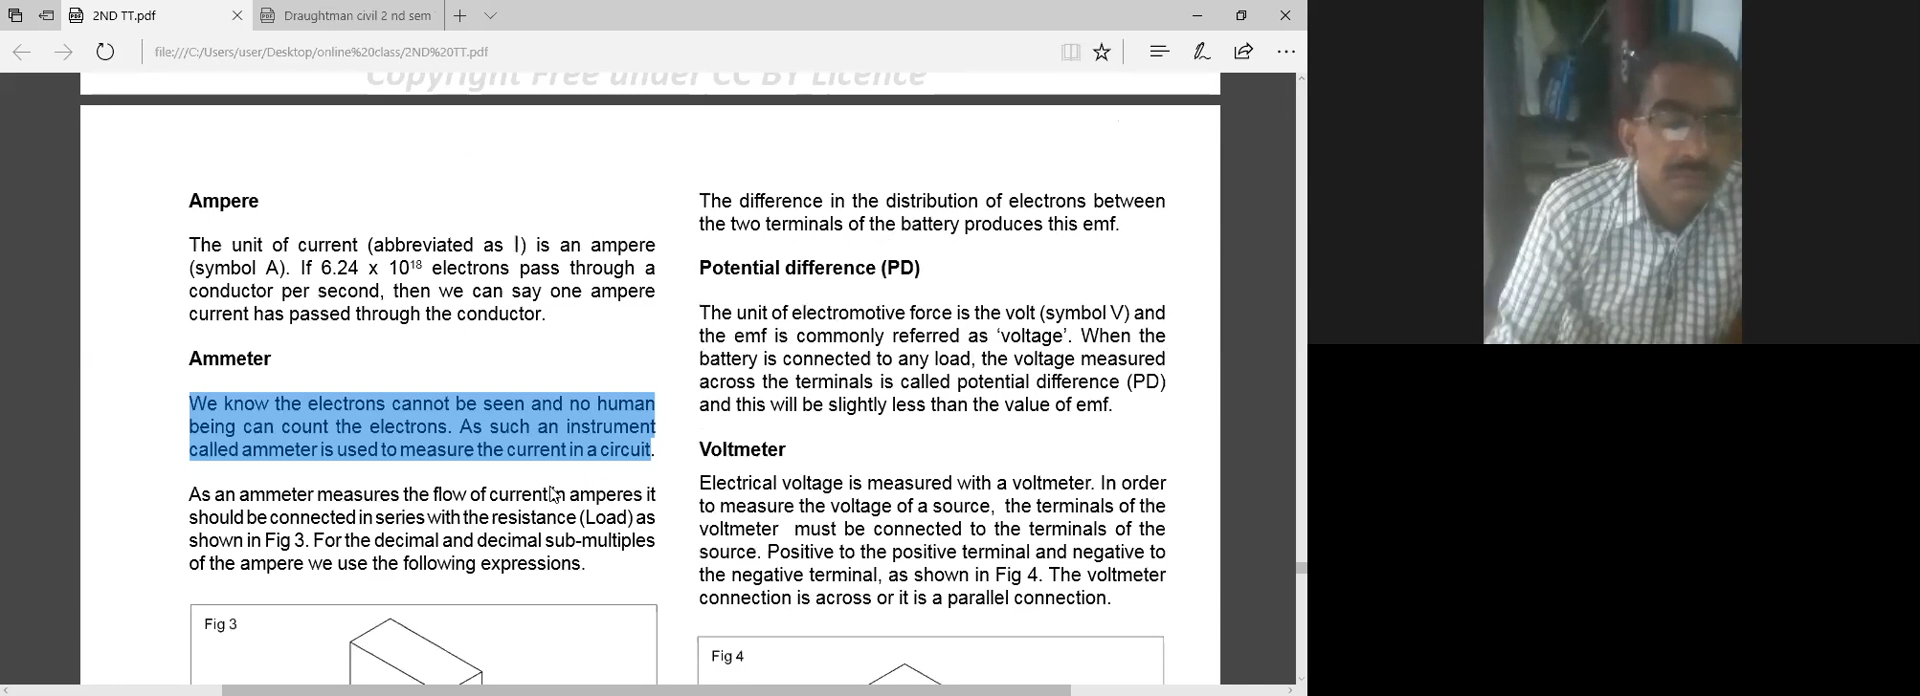 2ND TT.pdf
Draughtman civil 2 nd sem
file:///C:/Users/user/Desktop/online%20class/2ND%20TT.pdf
Copyright Free under CC BY Licence
Ampere
The unit of current (abbreviated as I) is an ampere
(symbol A). If 6.24 x 10¹⁸ electrons pass through a
conductor per second, then we can say one ampere
current has passed through the conductor.
Ammeter
We know the electrons cannot be seen and no human
being can count the electrons. As such an instrument
called ammeter is used to measure the current in a circuit.
As an ammeter measures the flow of current in amperes it
should be connected in series with the resistance (Load) as
shown in Fig 3. For the decimal and decimal sub-multiples
of the ampere we use the following expressions.
Fig 3
The difference in the distribution of electrons between
the two terminals of the battery produces this emf.
Potential difference (PD)
The unit of electromotive force is the volt (symbol V) and
the emf is commonly referred as ‘voltage’. When the
battery is connected to any load, the voltage measured
across the terminals is called potential difference (PD)
and this will be slightly less than the value of emf.
Voltmeter
Electrical voltage is measured with a voltmeter. In order
to measure the voltage of a source, the terminals of the
voltmeter must be connected to the terminals of the
source. Positive to the positive terminal and negative to
the negative terminal, as shown in Fig 4. The voltmeter
connection is across or it is a parallel connection.
Fig 4